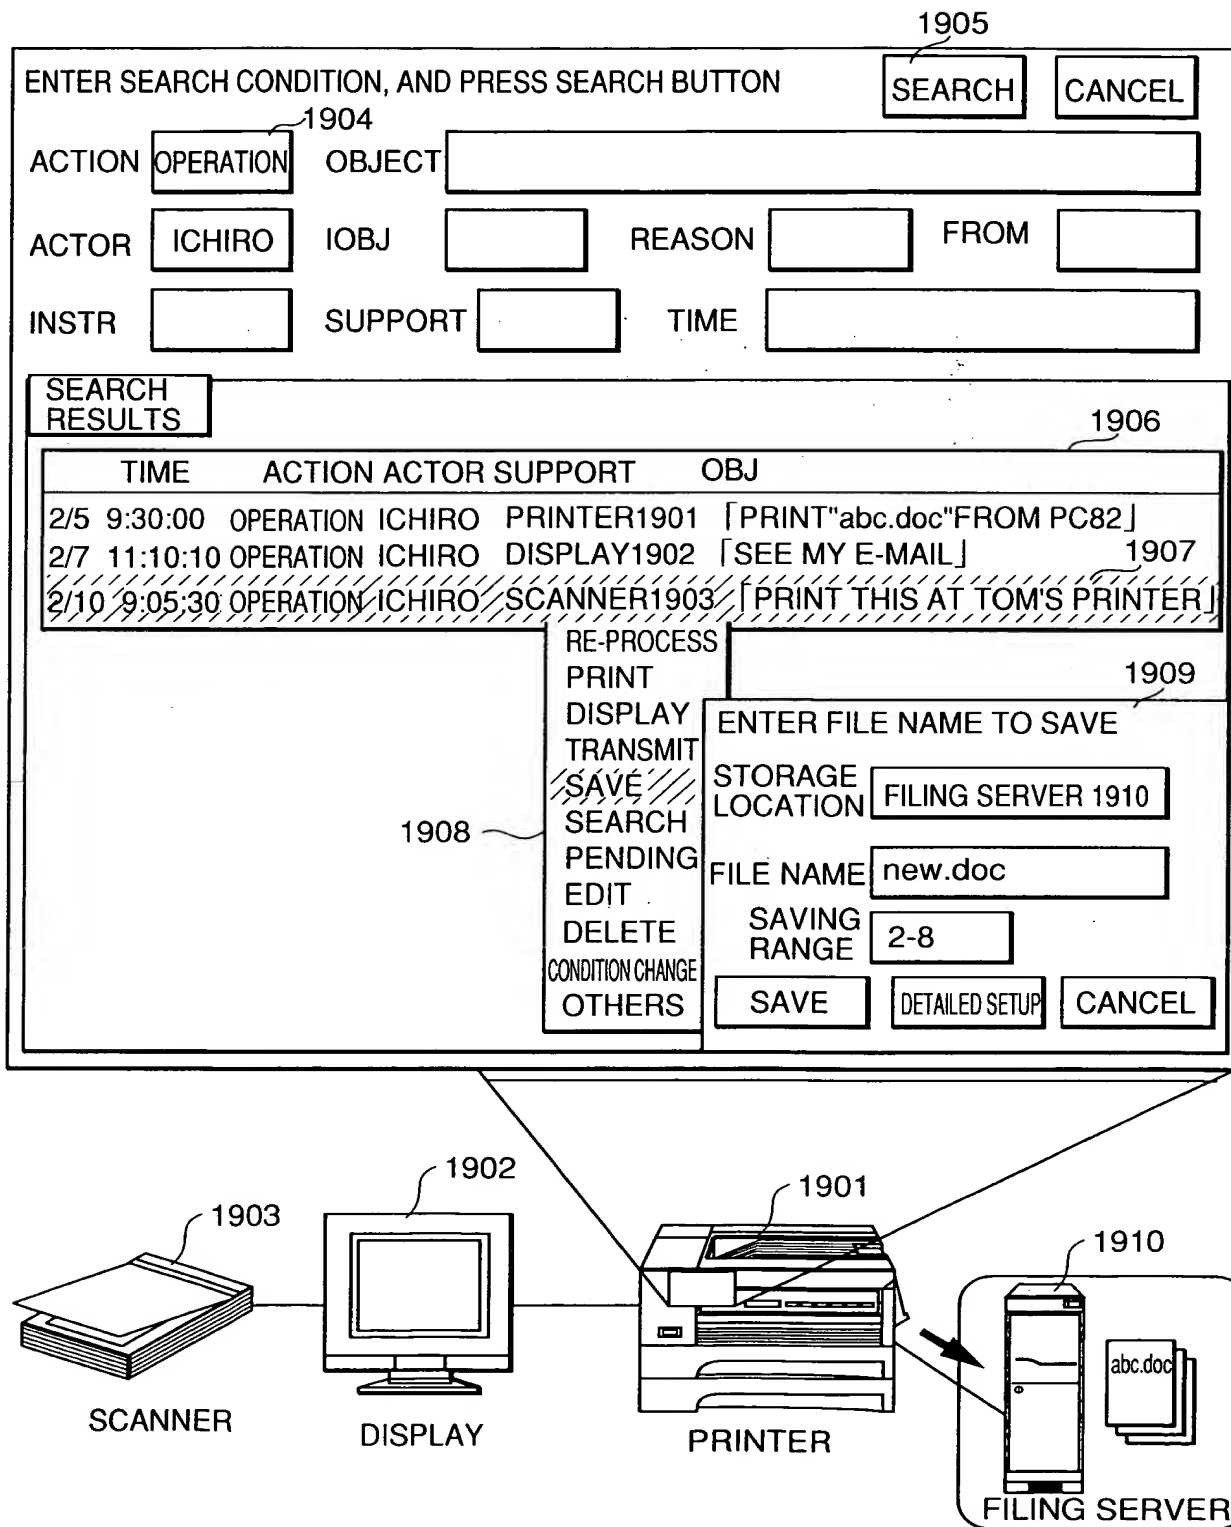 1905
ENTER SEARCH CONDITION, AND PRESS SEARCH BUTTON SEARCH CANCEL
1904
ACTION OPERATION OBJECT
ACTOR ICHIRO IOBJ REASON FROM
INSTR SUPPORT TIME
SEARCH
RESULTS
1906
TIME ACTION ACTOR SUPPORT OBJ
2/5 9:30:00 OPERATION ICHIRO PRINTER1901 「PRINT"abc.doc"FROM PC82」
2/7 11:10:10 OPERATION ICHIRO DISPLAY1902 「SEE MY E-MAIL」
1907
2/10 9:05:30 OPERATION ICHIRO SCANNER1903 「PRINT THIS AT TOM'S PRINTER」
1908
RE-PROCESS
PRINT
DISPLAY
TRANSMIT
SAVE
SEARCH
PENDING
EDIT
DELETE
CONDITION CHANGE
OTHERS
1909
ENTER FILE NAME TO SAVE
STORAGE
LOCATION FILING SERVER 1910
FILE NAME new.doc
SAVING
RANGE 2-8
SAVE DETAILED SETUP CANCEL
1903
SCANNER
1902
DISPLAY
1901
PRINTER
1910
abc.doc
FILING SERVER